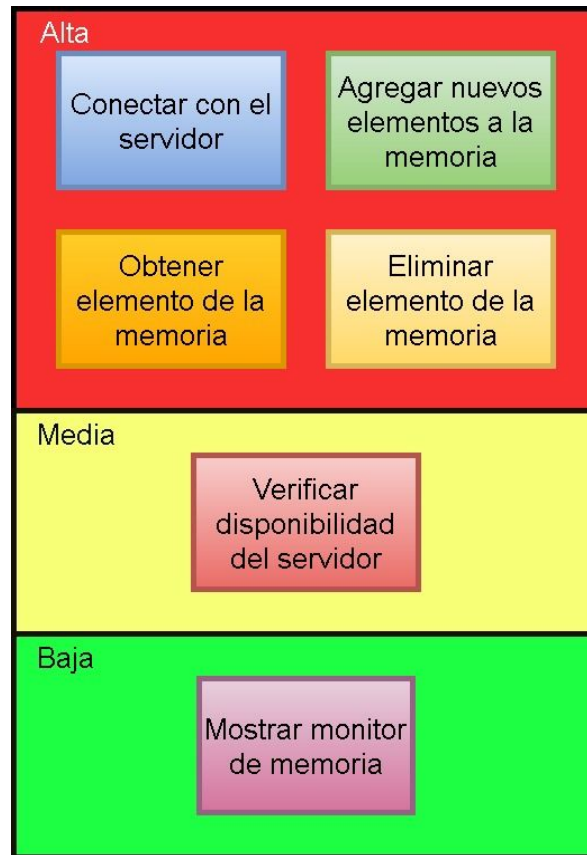 Alta
Conectar con el
servidor
Agregar nuevos
elementos a la
memoria
Obtener
elemento de la
memoria
Eliminar
elemento de la
memoria
Media
Verificar
disponibilidad
del servidor
Baja
Mostrar monitor
de memoria